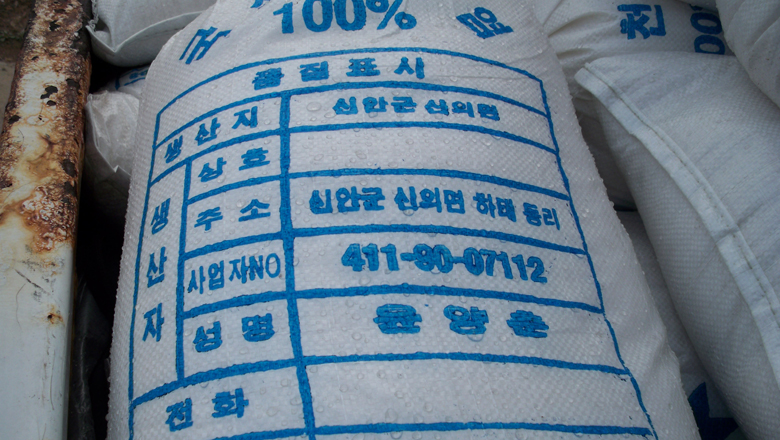 100%
품질표시
생산지 신안군 신의면
생산자
상호
주소 신안군 신의면 하태 동리
사업자NO 411-90-07112
성명 윤양춘
전화
천